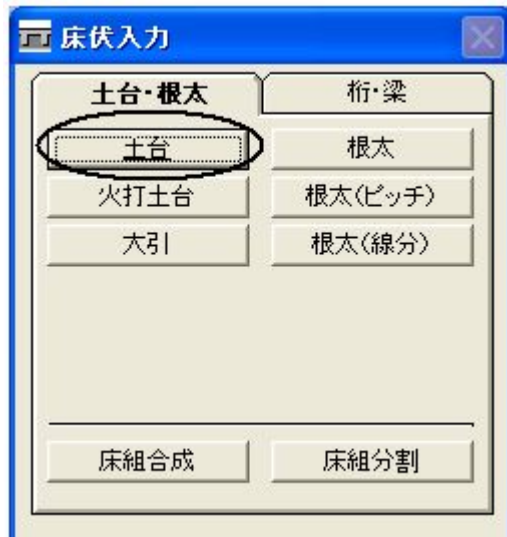 床伏入力
土台・根太 桁・梁
土台 根太
火打土台 根太(ピッチ)
大引 根太(線分)
床組合成 床組分割